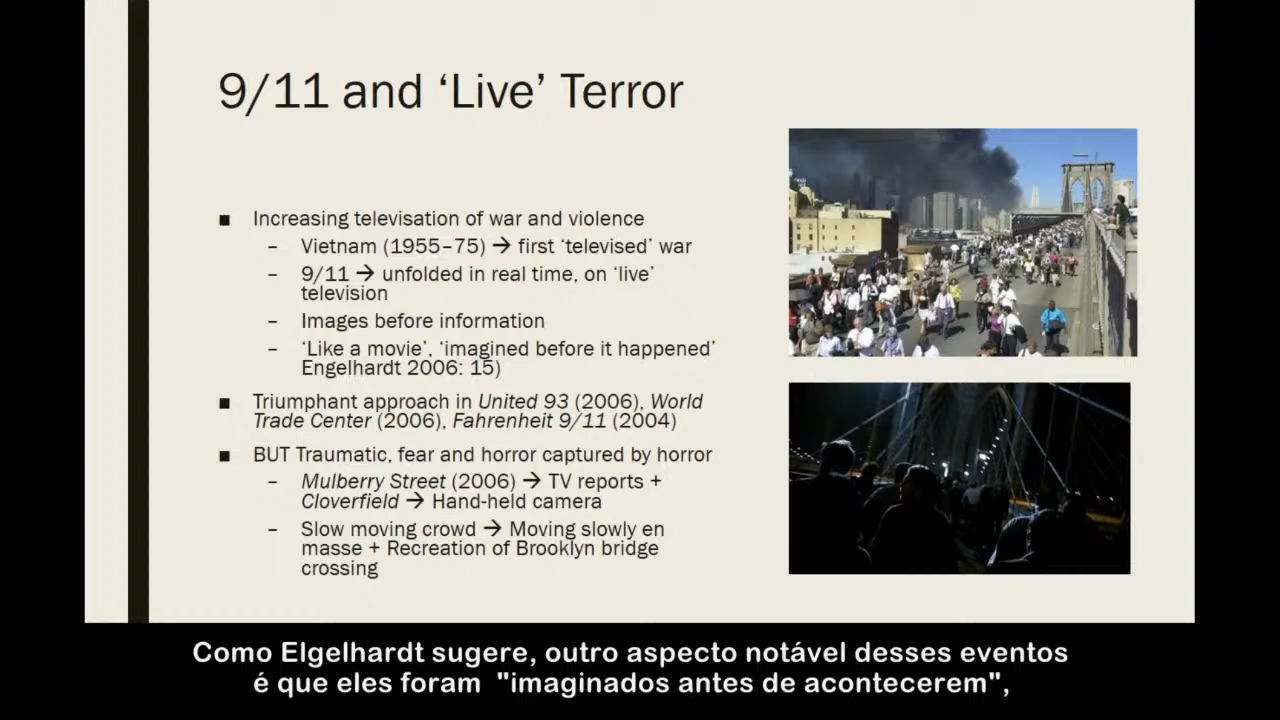 9/11 and ‘Live’ Terror
■ Increasing televisation of war and violence
– Vietnam (1955–75) → first ‘televised’ war
– 9/11 → unfolded in real time, on ‘live’
television
– Images before information
– ‘Like a movie’, ‘imagined before it happened’
Engelhardt 2006: 15)
■ Triumphant approach in United 93 (2006), World
Trade Center (2006), Fahrenheit 9/11 (2004)
■ BUT Traumatic, fear and horror captured by horror
– Mulberry Street (2006) → TV reports +
Cloverfield → Hand-held camera
– Slow moving crowd → Moving slowly en
masse + Recreation of Brooklyn bridge
crossing
Como Elgelhardt sugere, outro aspecto notável desses eventos
é que eles foram "imaginados antes de acontecerem",